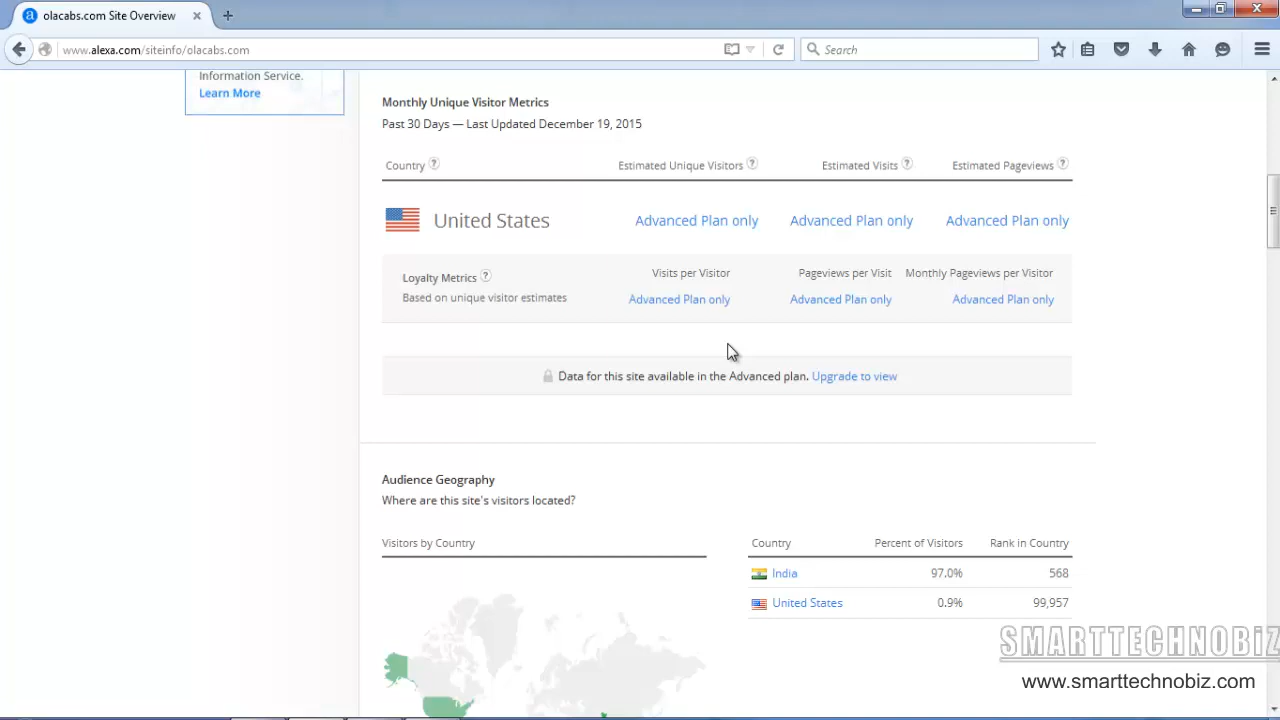 olacabs.com Site Overview
www.alexa.com/siteinfo/olacabs.com
Search
Information Service.
Learn More
Monthly Unique Visitor Metrics
Past 30 Days — Last Updated December 19, 2015
Country ? Estimated Unique Visitors ? Estimated Visits ? Estimated Pageviews ?
United States Advanced Plan only Advanced Plan only Advanced Plan only
Loyalty Metrics ? Visits per Visitor Pageviews per Visit Monthly Pageviews per Visitor
Based on unique visitor estimates Advanced Plan only Advanced Plan only Advanced Plan only
Data for this site available in the Advanced plan. Upgrade to view
Audience Geography
Where are this site's visitors located?
Visitors by Country
Country Percent of Visitors Rank in Country
India 97.0% 568
United States 0.9% 99,957
SMARTTECHNOBiZ
www.smarttechnobiz.com